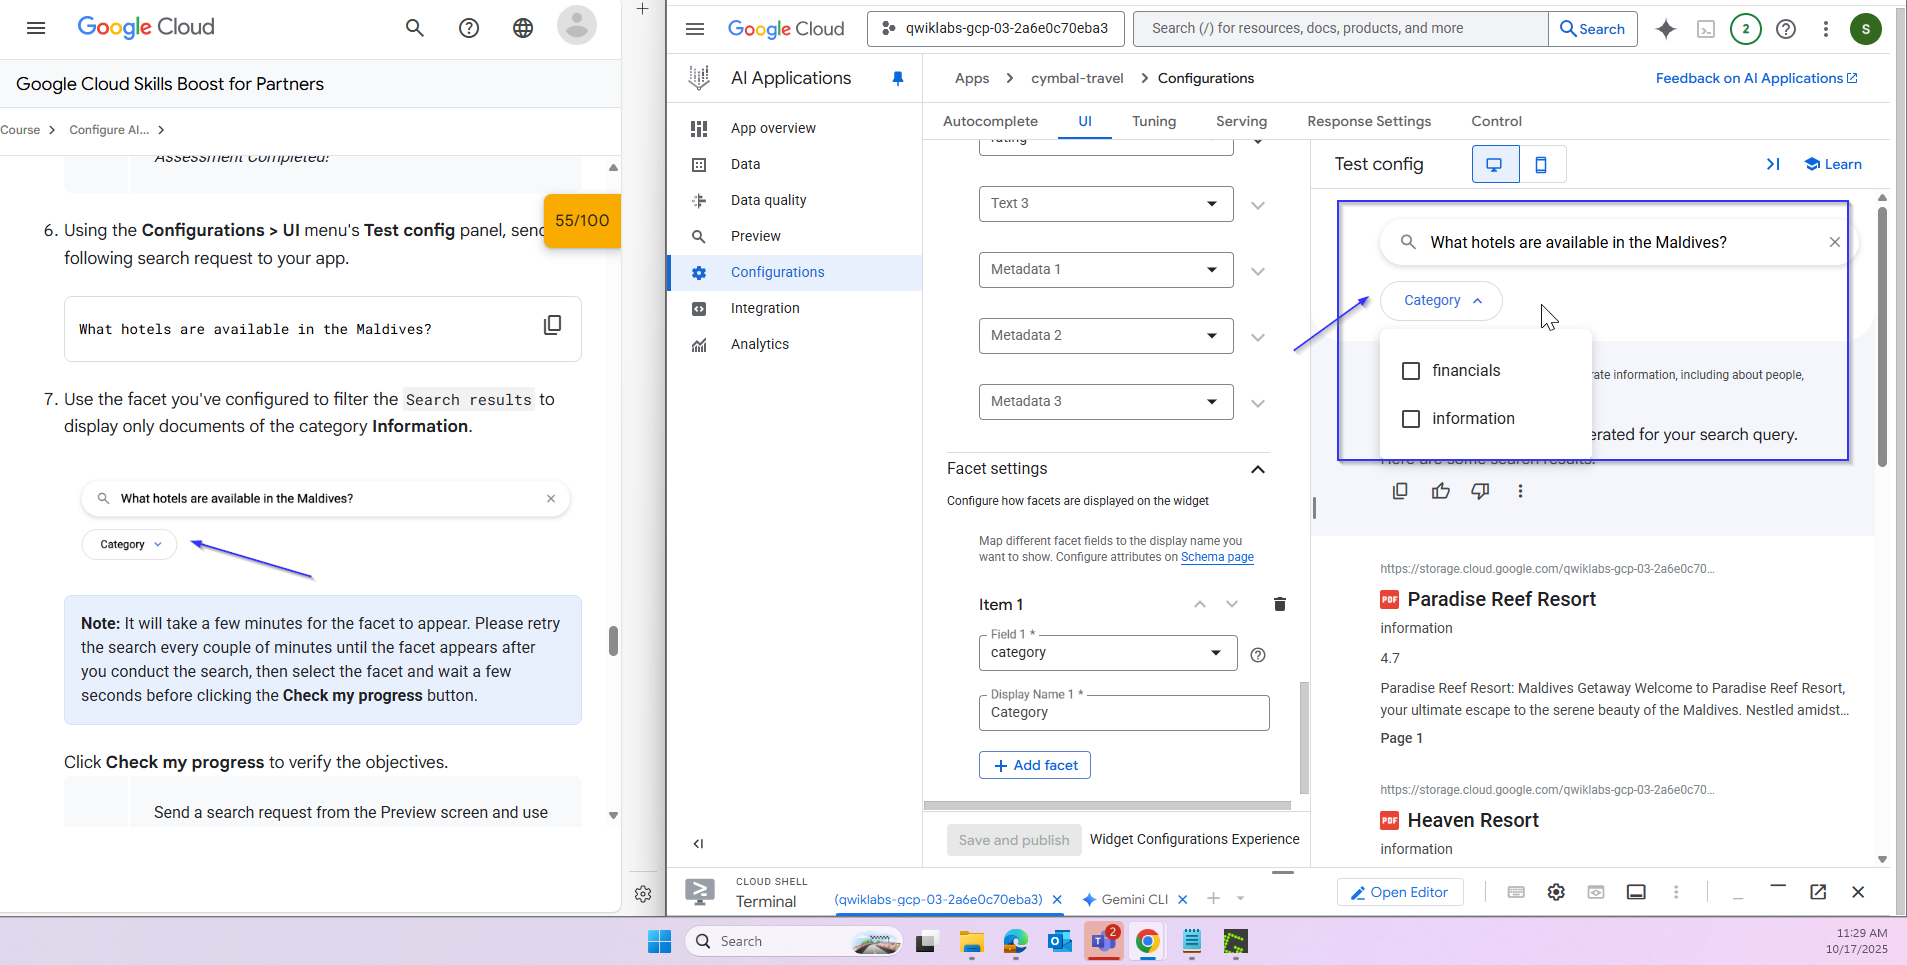 Google Cloud
Google Cloud Skills Boost for Partners
Course
Configure AI...
Assessment Completed!
55/100
6. Using the Configurations > UI menu's Test config panel, send
following search request to your app.
What hotels are available in the Maldives?
7. Use the facet you've configured to filter the Search results to
display only documents of the category Information.
What hotels are available in the Maldives?
Category
Note: It will take a few minutes for the facet to appear. Please retry
the search every couple of minutes until the facet appears after
you conduct the search, then select the facet and wait a few
seconds before clicking the Check my progress button.
Click Check my progress to verify the objectives.
Send a search request from the Preview screen and use
Google Cloud
qwiklabs-gcp-03-2a6e0c70eba3
Search (/) for resources, docs, products, and more
Search
2
S
AI Applications
Apps
cymbal-travel
Configurations
Feedback on AI Applications
App overview
Data
Data quality
Preview
Configurations
Integration
Analytics
Autocomplete
UI
Tuning
Serving
Response Settings
Control
rating
Text 3
Metadata 1
Metadata 2
Metadata 3
Facet settings
Configure how facets are displayed on the widget
Map different facet fields to the display name you
want to show. Configure attributes on Schema page
Item 1
Field 1 *
category
Display Name 1 *
Category
Add facet
Save and publish
Widget Configurations Experience
Test config
Learn
What hotels are available in the Maldives?
Category
financials
information
rate information, including about people,
erated for your search query.
Here are some search results.
https://storage.cloud.google.com/qwiklabs-gcp-03-2a6e0c70...
PDF
Paradise Reef Resort
information
4.7
Paradise Reef Resort: Maldives Getaway Welcome to Paradise Reef Resort,
your ultimate escape to the serene beauty of the Maldives. Nestled amidst...
Page 1
https://storage.cloud.google.com/qwiklabs-gcp-03-2a6e0c70...
PDF
Heaven Resort
information
CLOUD SHELL
Terminal
(qwiklabs-gcp-03-2a6e0c70eba3)
Gemini CLI
Open Editor
Search
2
11:29 AM
10/17/2025